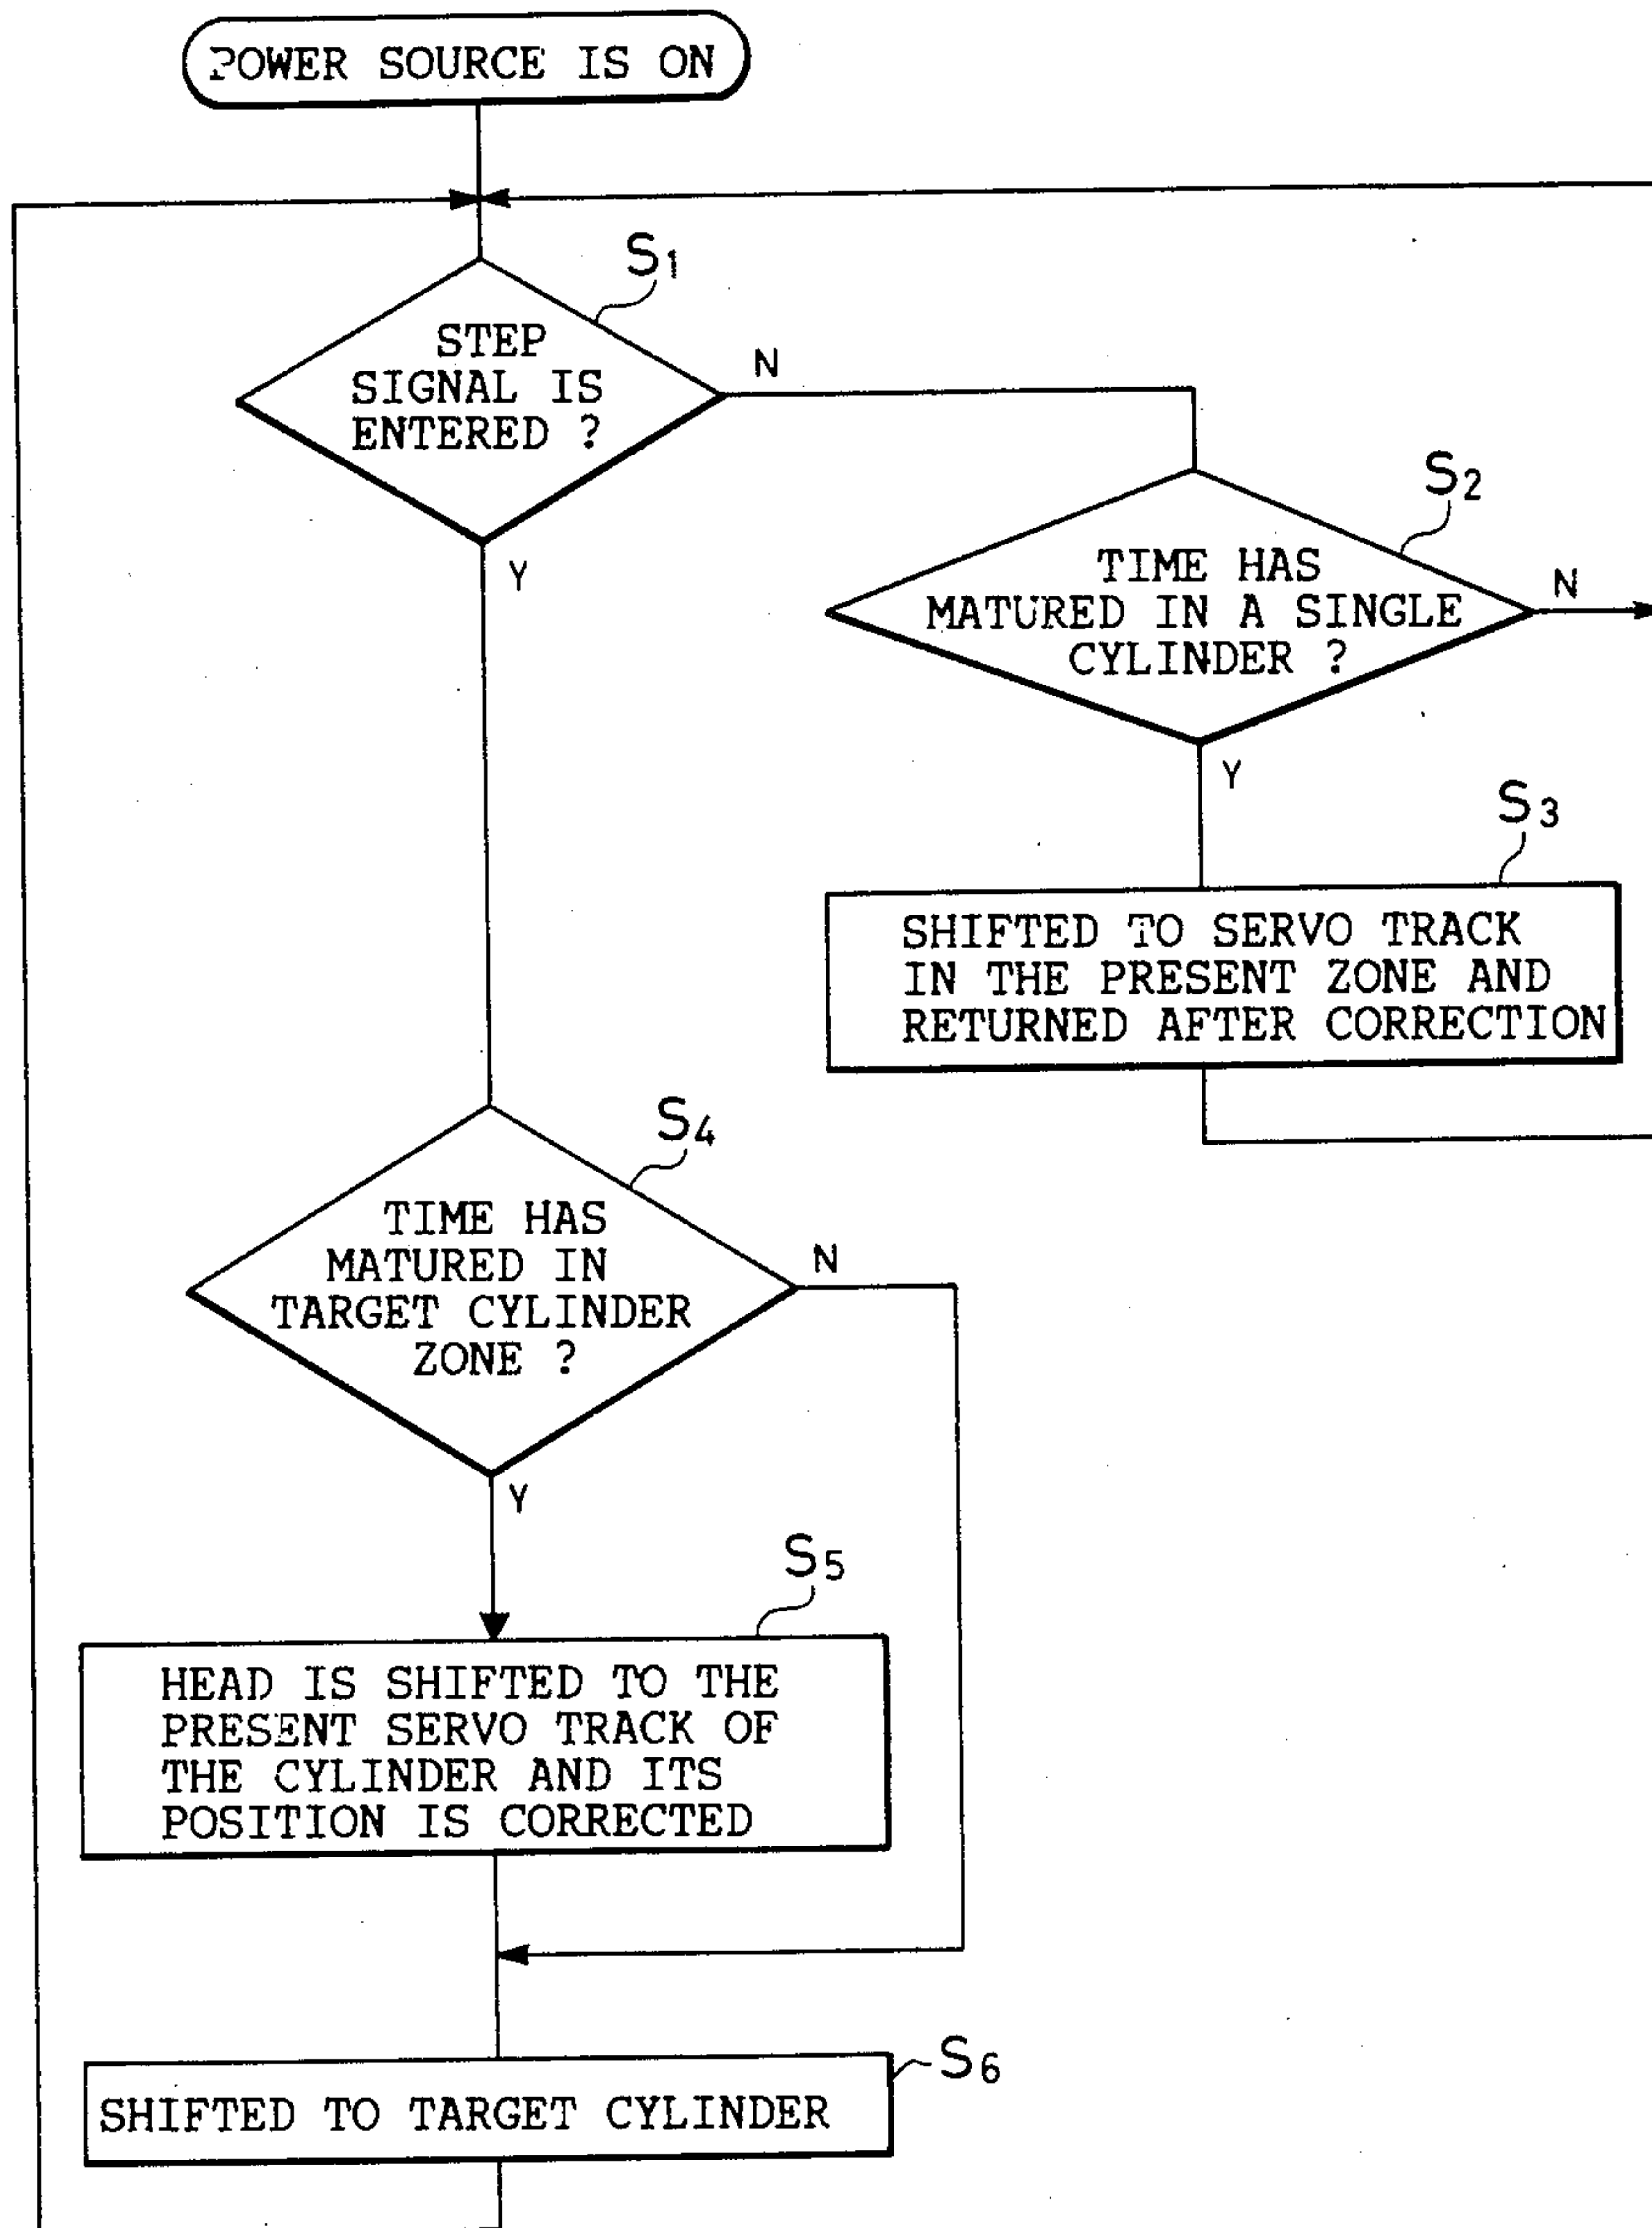 POWER SOURCE IS ON
S1
STEP
SIGNAL IS
ENTERED ?
N
Y
S2
TIME HAS
MATURED IN A SINGLE
CYLINDER ?
N
Y
S3
SHIFTED TO SERVO TRACK
IN THE PRESENT ZONE AND
RETURNED AFTER CORRECTION
S4
TIME HAS
MATURED IN
TARGET CYLINDER
ZONE ?
N
Y
S5
HEAD IS SHIFTED TO THE
PRESENT SERVO TRACK OF
THE CYLINDER AND ITS
POSITION IS CORRECTED
S6
SHIFTED TO TARGET CYLINDER